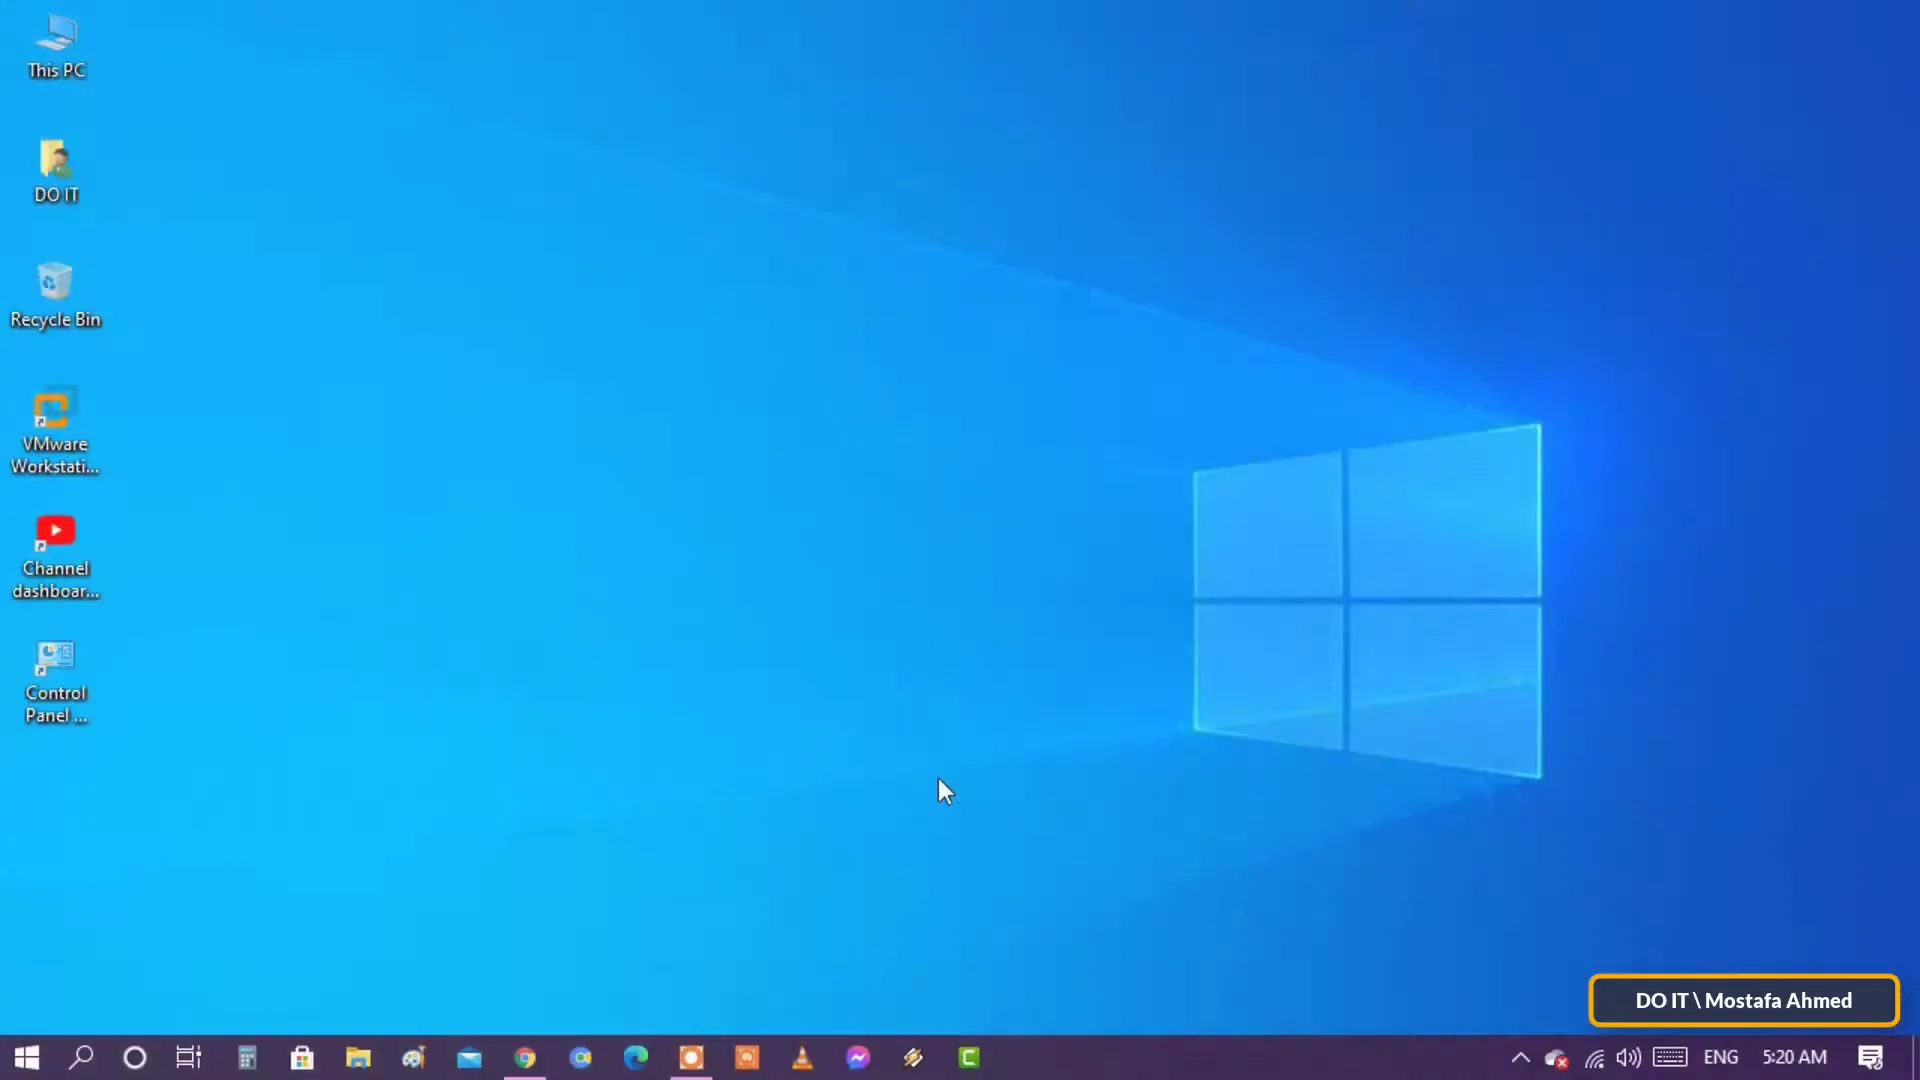 This PC
DO IT
Recycle Bin
VMware
Workstati...
Channel
dashboar...
Control
Panel ...
DO IT \ Mostafa Ahmed
ENG
5:20 AM